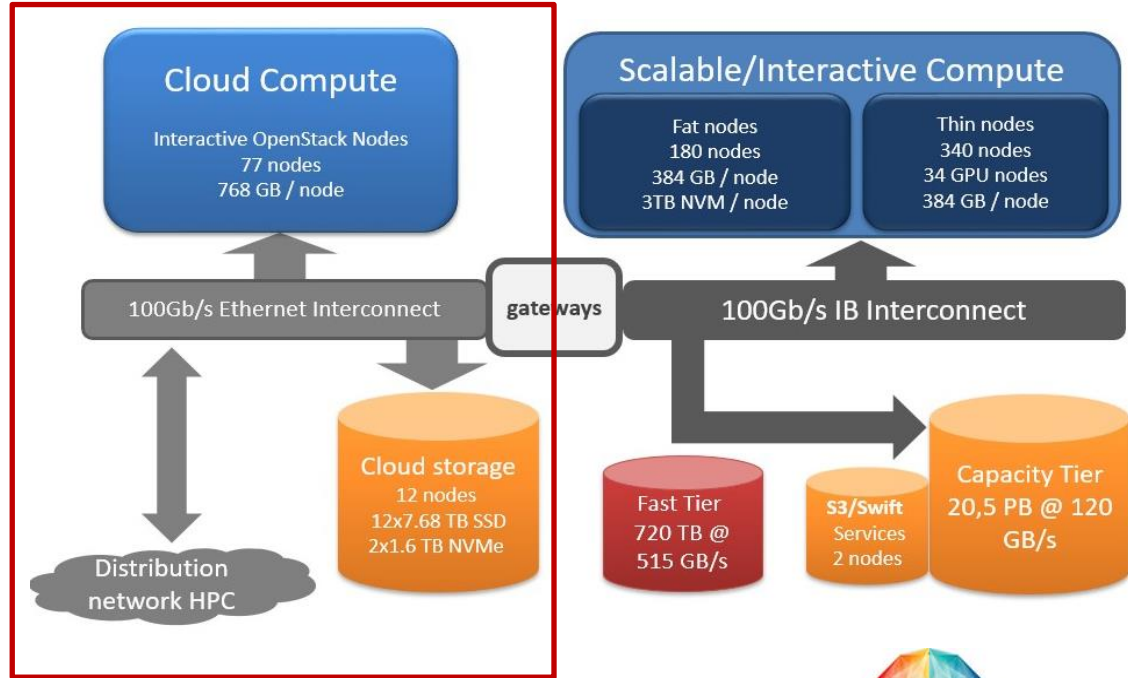 Cloud Compute
Interactive OpenStack Nodes
77 nodes
768 GB / node
Scalable/Interactive Compute
Fat nodes
180 nodes
384 GB / node
3TB NVM / node
Thin nodes
340 nodes
34 GPU nodes
384 GB / node
100Gb/s Ethernet Interconnect
gateways
100Gb/s IB Interconnect
Cloud storage
12 nodes
12x7.68 TB SSD
2x1.6 TB NVMe
Distribution
network HPC
Fast Tier
720 TB @
515 GB/s
S3/Swift
Services
2 nodes
Capacity Tier
20,5 PB @ 120
GB/s